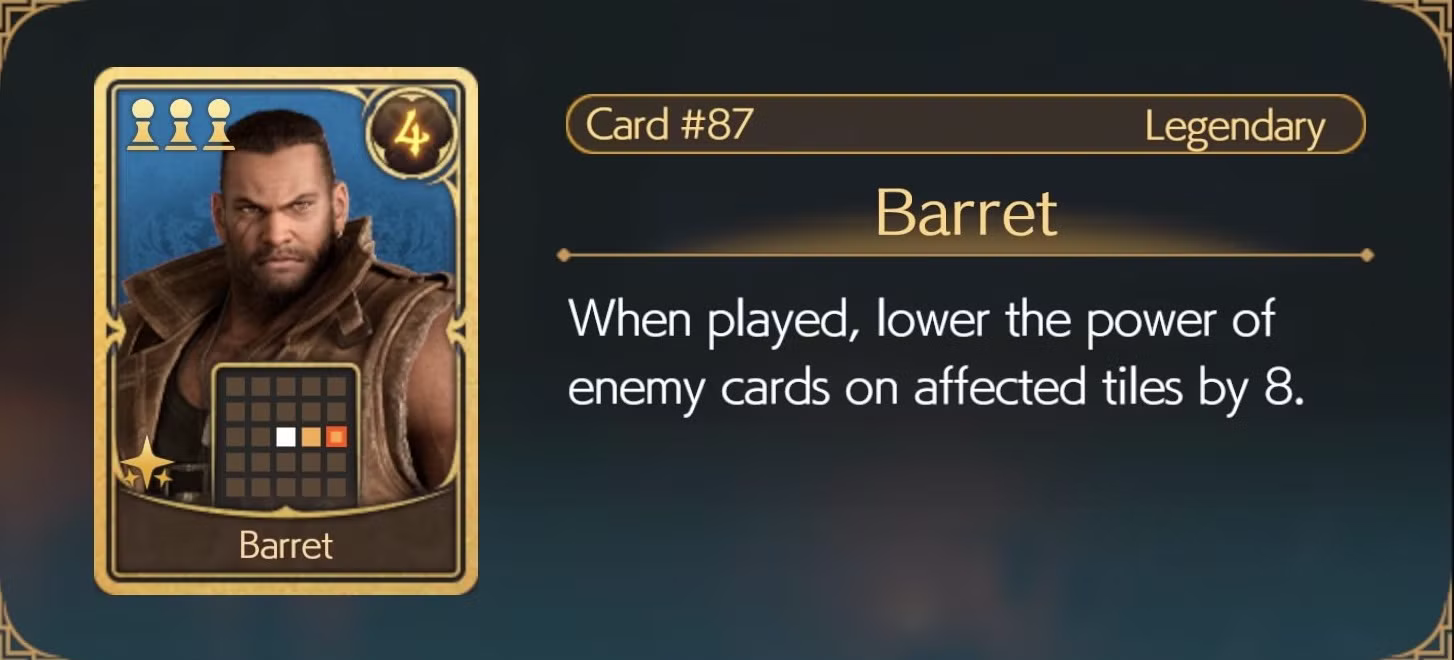 4
Barret
Card #87 Legendary
Barret
When played, lower the power of
enemy cards on affected tiles by 8.